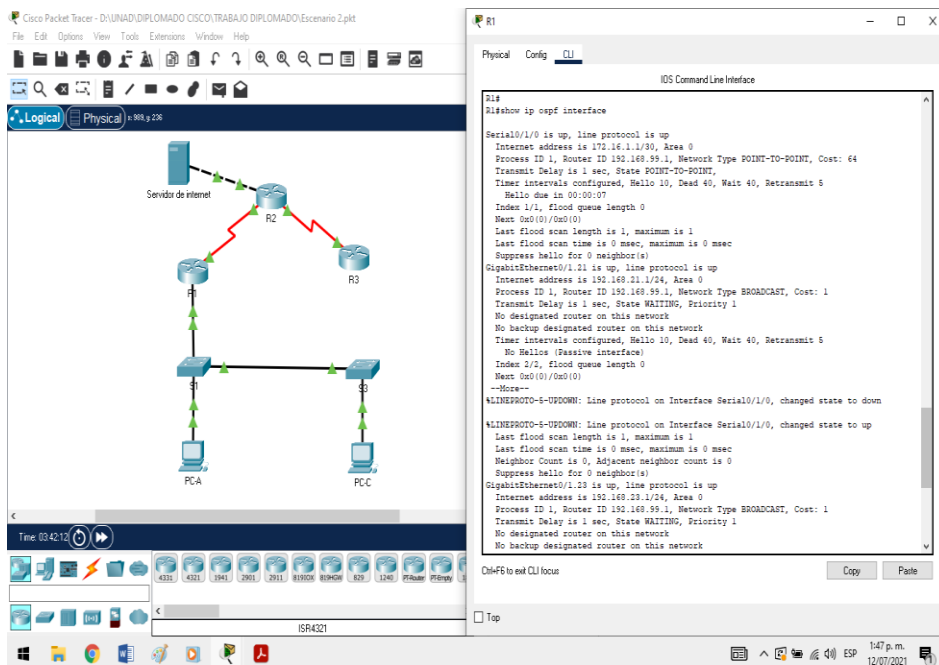 Cisco Packet Tracer - D:\UNAD\DIPLOMADO CISCO\TRABAJO DIPLOMADO\Escenario 2.pkt
File Edit Options View Tools Extensions Window Help
Logical Physical x: 989, y: 236
Servidor de internet
R2
R3
R1
S1
S3
PC-A
PC-C
Time: 03:42:12
4331 4321 1941 2901 2911 819IOX 819HGW 829 1240 PT-Router PT-Empty
ISR4321
R1
Physical Config CLI
IOS Command Line Interface
R1#
R1#show ip ospf interface
Serial0/1/0 is up, line protocol is up
Internet address is 172.16.1.1/30, Area 0
Process ID 1, Router ID 192.168.99.1, Network Type POINT-TO-POINT, Cost: 64
Transmit Delay is 1 sec, State POINT-TO-POINT,
Timer intervals configured, Hello 10, Dead 40, Wait 40, Retransmit 5
Hello due in 00:00:07
Index 1/1, flood queue length 0
Next 0x0(0)/0x0(0)
Last flood scan length is 1, maximum is 1
Last flood scan time is 0 msec, maximum is 0 msec
Suppress hello for 0 neighbor(s)
GigabitEthernet0/1.21 is up, line protocol is up
Internet address is 192.168.21.1/24, Area 0
Process ID 1, Router ID 192.168.99.1, Network Type BROADCAST, Cost: 1
Transmit Delay is 1 sec, State WAITING, Priority 1
No designated router on this network
No backup designated router on this network
Timer intervals configured, Hello 10, Dead 40, Wait 40, Retransmit 5
No Hellos (Passive interface)
Index 2/2, flood queue length 0
Next 0x0(0)/0x0(0)
--More--
%LINEPROTO-5-UPDOWN: Line protocol on Interface Serial0/1/0, changed state to down
%LINEPROTO-5-UPDOWN: Line protocol on Interface Serial0/1/0, changed state to up
Last flood scan length is 1, maximum is 1
Last flood scan time is 0 msec, maximum is 0 msec
Neighbor Count is 0, Adjacent neighbor count is 0
Suppress hello for 0 neighbor(s)
GigabitEthernet0/1.23 is up, line protocol is up
Internet address is 192.168.23.1/24, Area 0
Process ID 1, Router ID 192.168.99.1, Network Type BROADCAST, Cost: 1
Transmit Delay is 1 sec, State WAITING, Priority 1
No designated router on this network
No backup designated router on this network
Ctrl+F6 to exit CLI focus
Copy Paste
Top
ESP
1:47 p. m.
12/07/2021